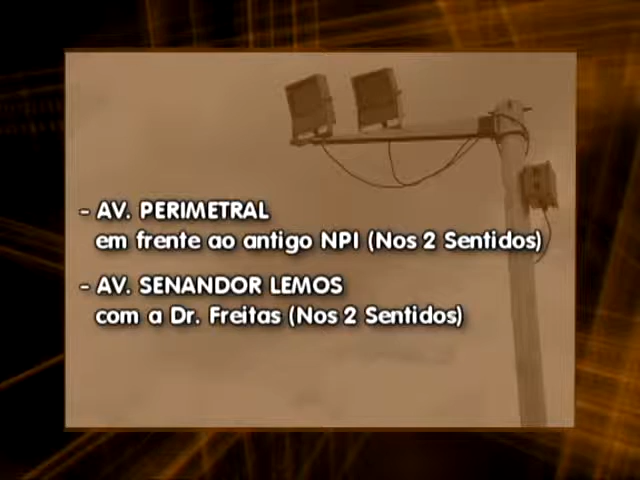 - AV. PERIMETRAL
em frente ao antigo NPI (Nos 2 Sentidos)
- AV. SENANDOR LEMOS
com a Dr. Freitas (Nos 2 Sentidos)